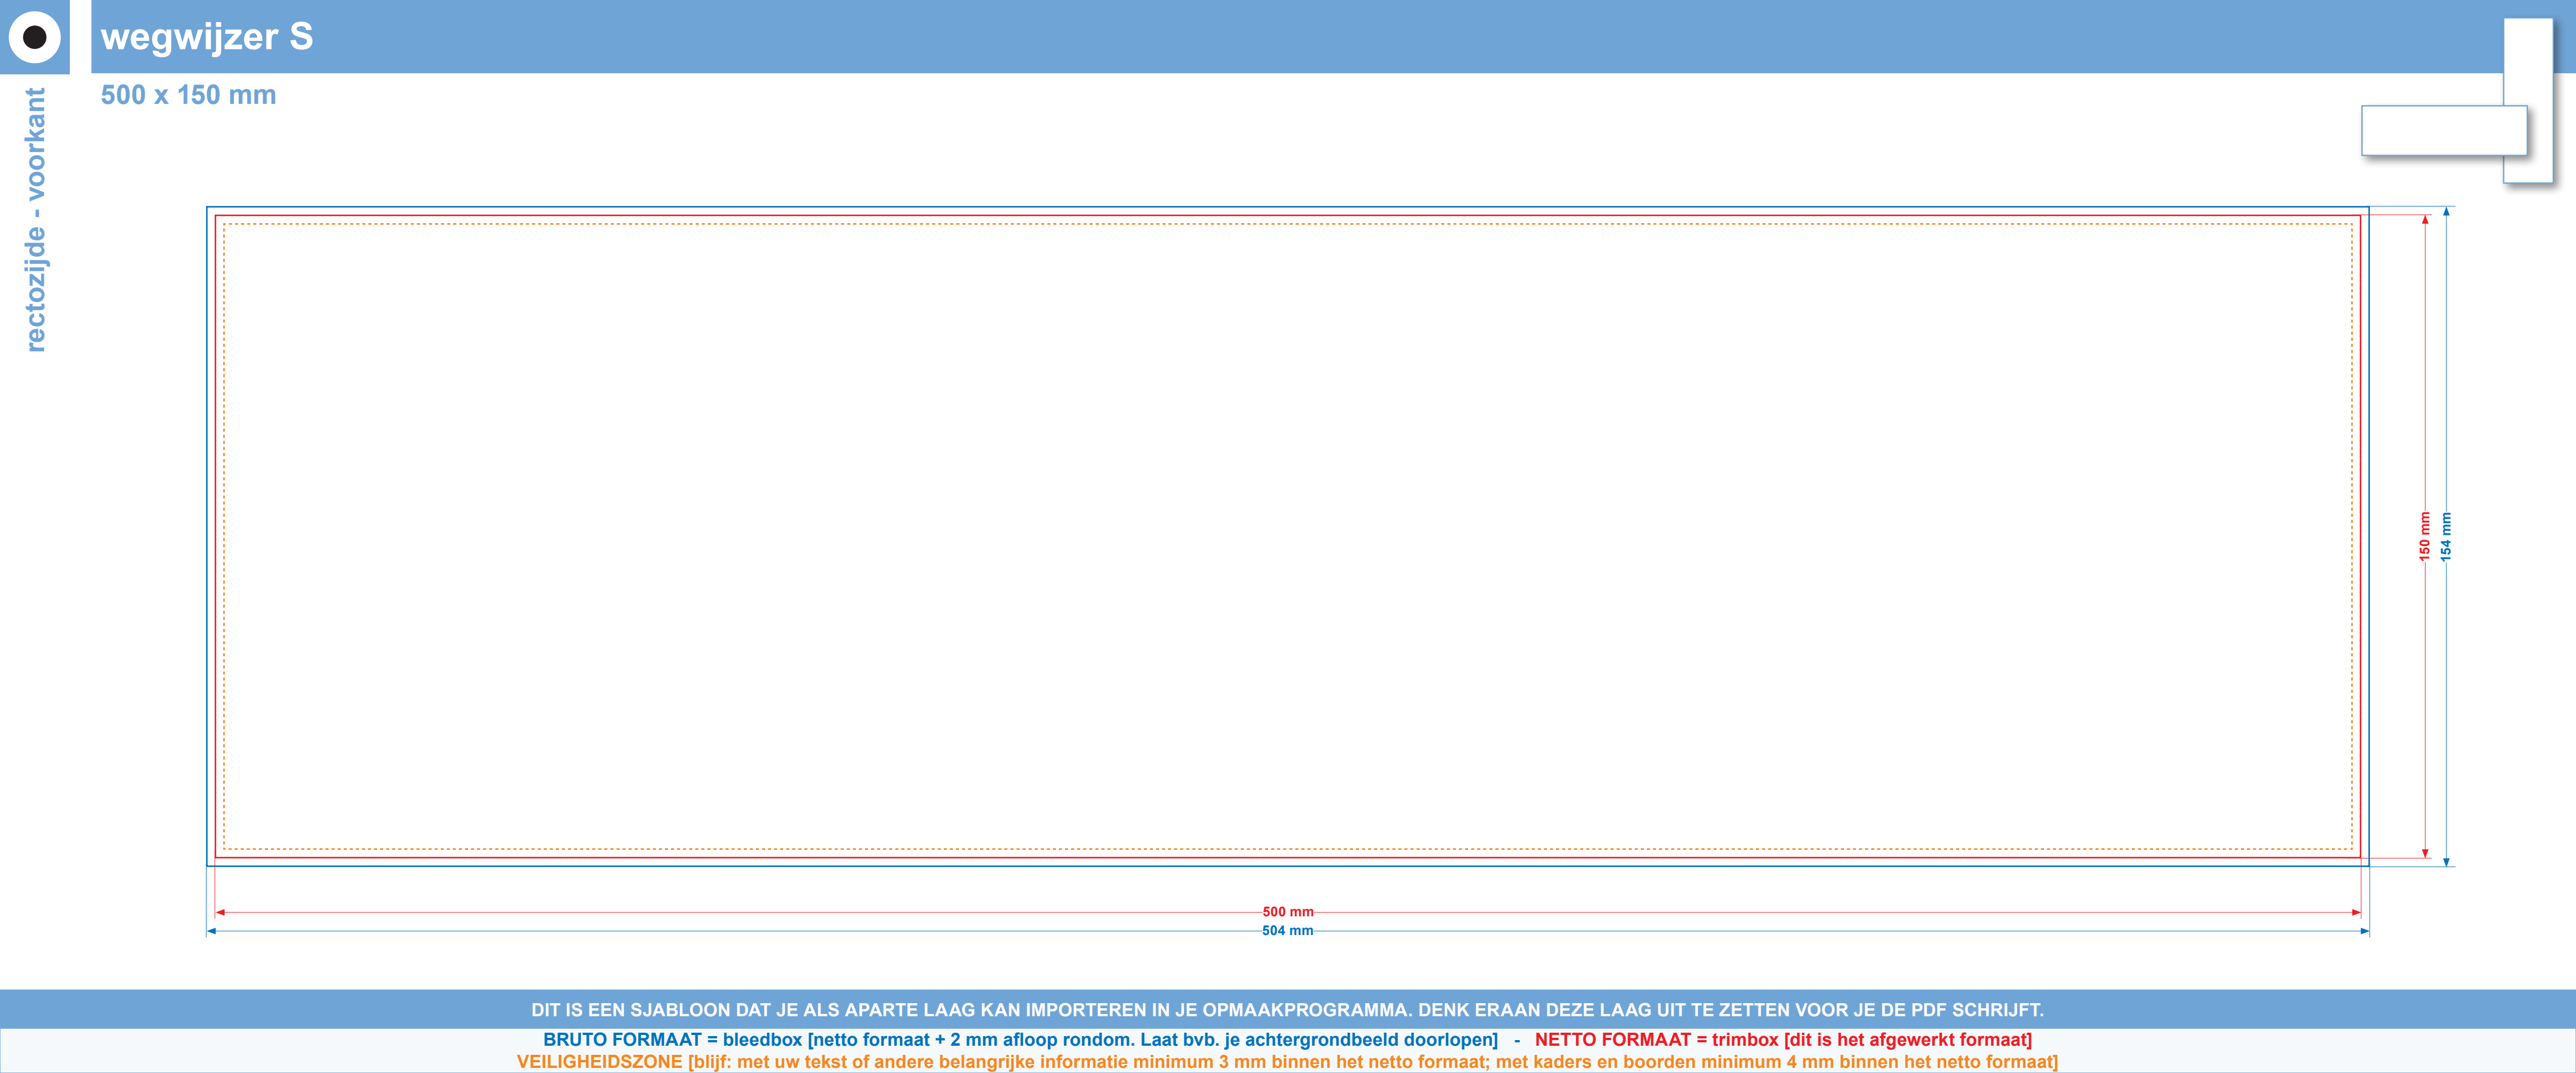 wegwijzer S
500 x 150 mm
rectozijde - voorkant
150 mm
154 mm
500 mm
504 mm
DIT IS EEN SJABLOON DAT JE ALS APARTE LAAG KAN IMPORTEREN IN JE OPMAAKPROGRAMMA. DENK ERAAN DEZE LAAG UIT TE ZETTEN VOOR JE DE PDF SCHRIJFT.
BRUTO FORMAAT = bleedbox [netto formaat + 2 mm afloop rondom. Laat bvb. je achtergrondbeeld doorlopen] - NETTO FORMAAT = trimbox [dit is het afgewerkt formaat]
VEILIGHEIDSZONE [blijf: met uw tekst of andere belangrijke informatie minimum 3 mm binnen het netto formaat; met kaders en boorden minimum 4 mm binnen het netto formaat]